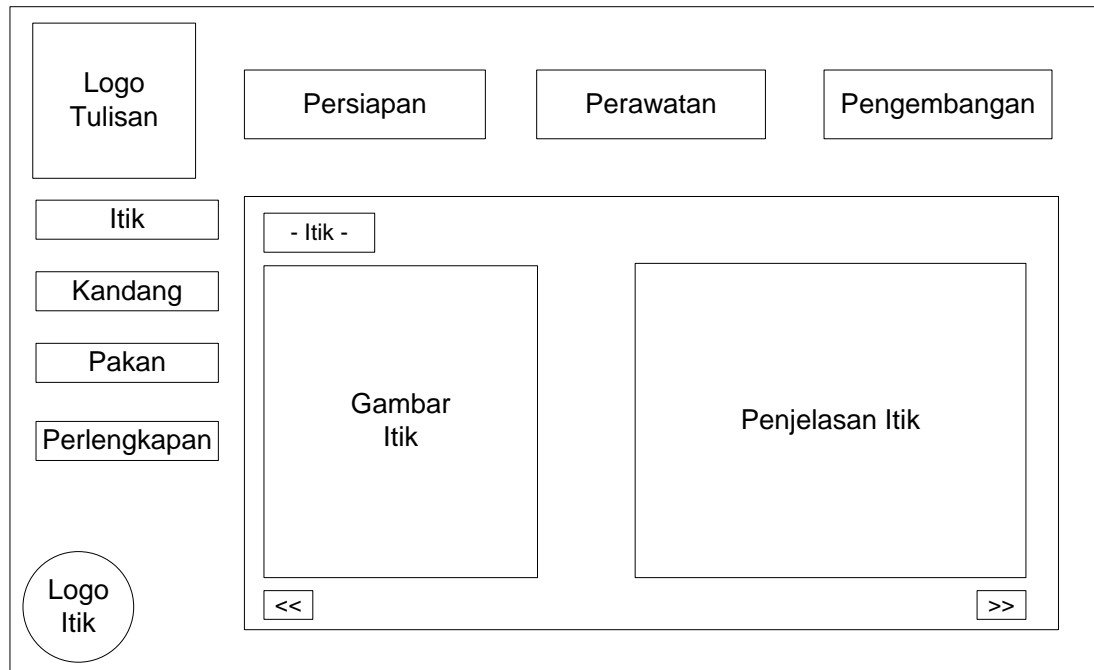 Logo
Tulisan
Persiapan
Perawatan
Pengembangan
Itik
Kandang
Pakan
Perlengkapan
- Itik -
Gambar
Itik
Penjelasan Itik
<<
>>
Logo
Itik